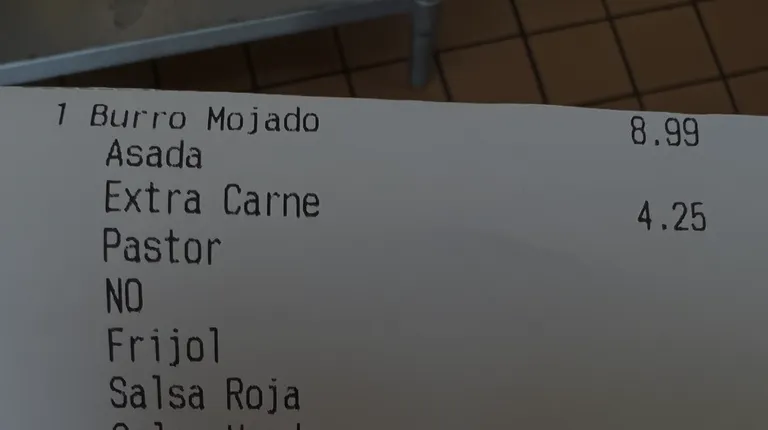 1 Burro Mojado 8.99
Asada
Extra Carne 4.25
Pastor
NO
Frijol
Salsa Roja